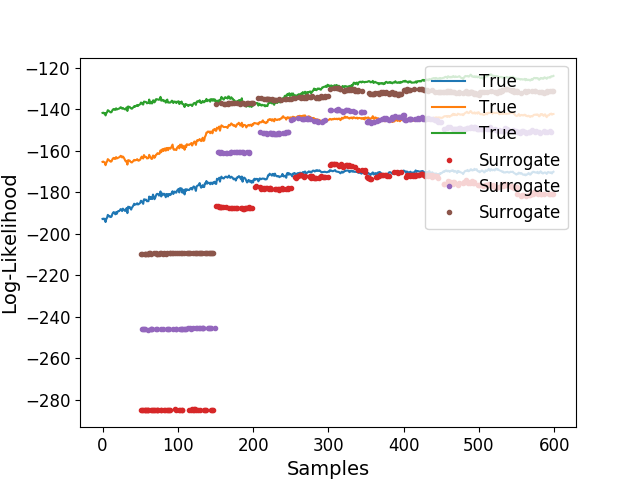 −120
−140
−160
−180
−200
−220
−240
−260
−280
Log-Likelihood
0
100
200
300
400
500
600
Samples
True
True
True
Surrogate
Surrogate
Surrogate